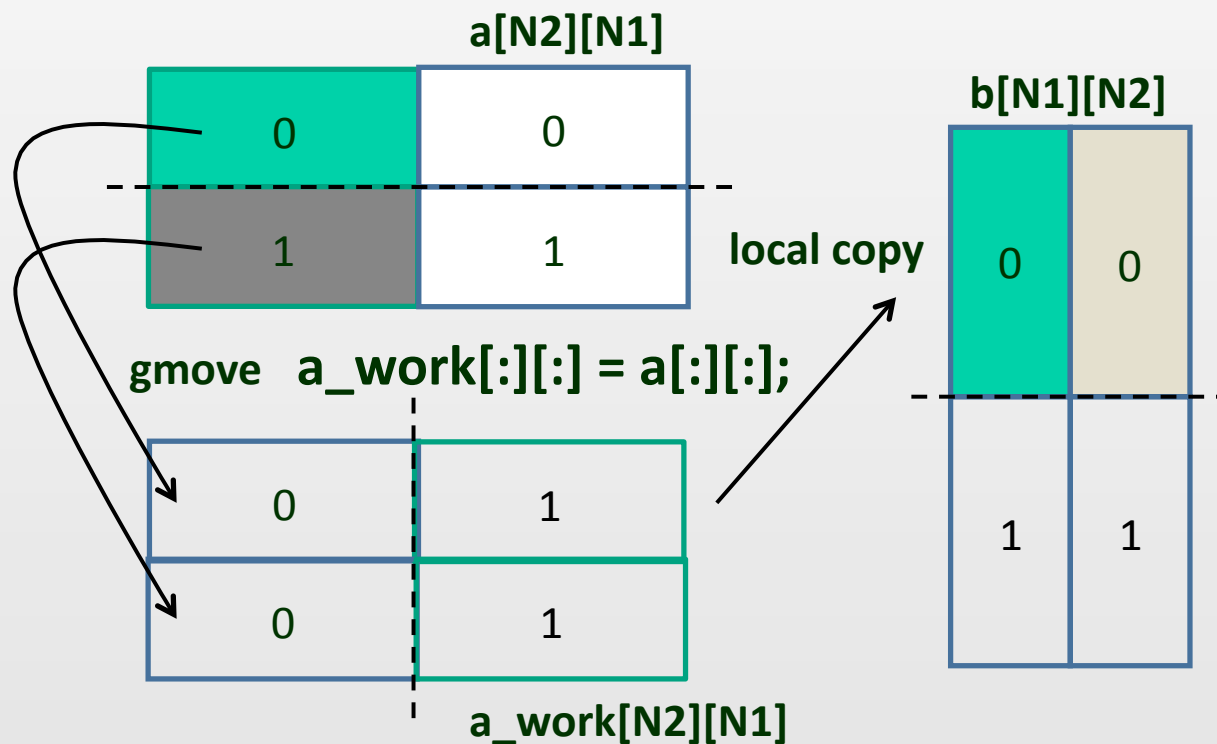 a[N2][N1]
0 0
1 1
gmove a_work[:][:] = a[:][:];
0 1
0 1
a_work[N2][N1]
local copy
b[N1][N2]
0 0
1 1